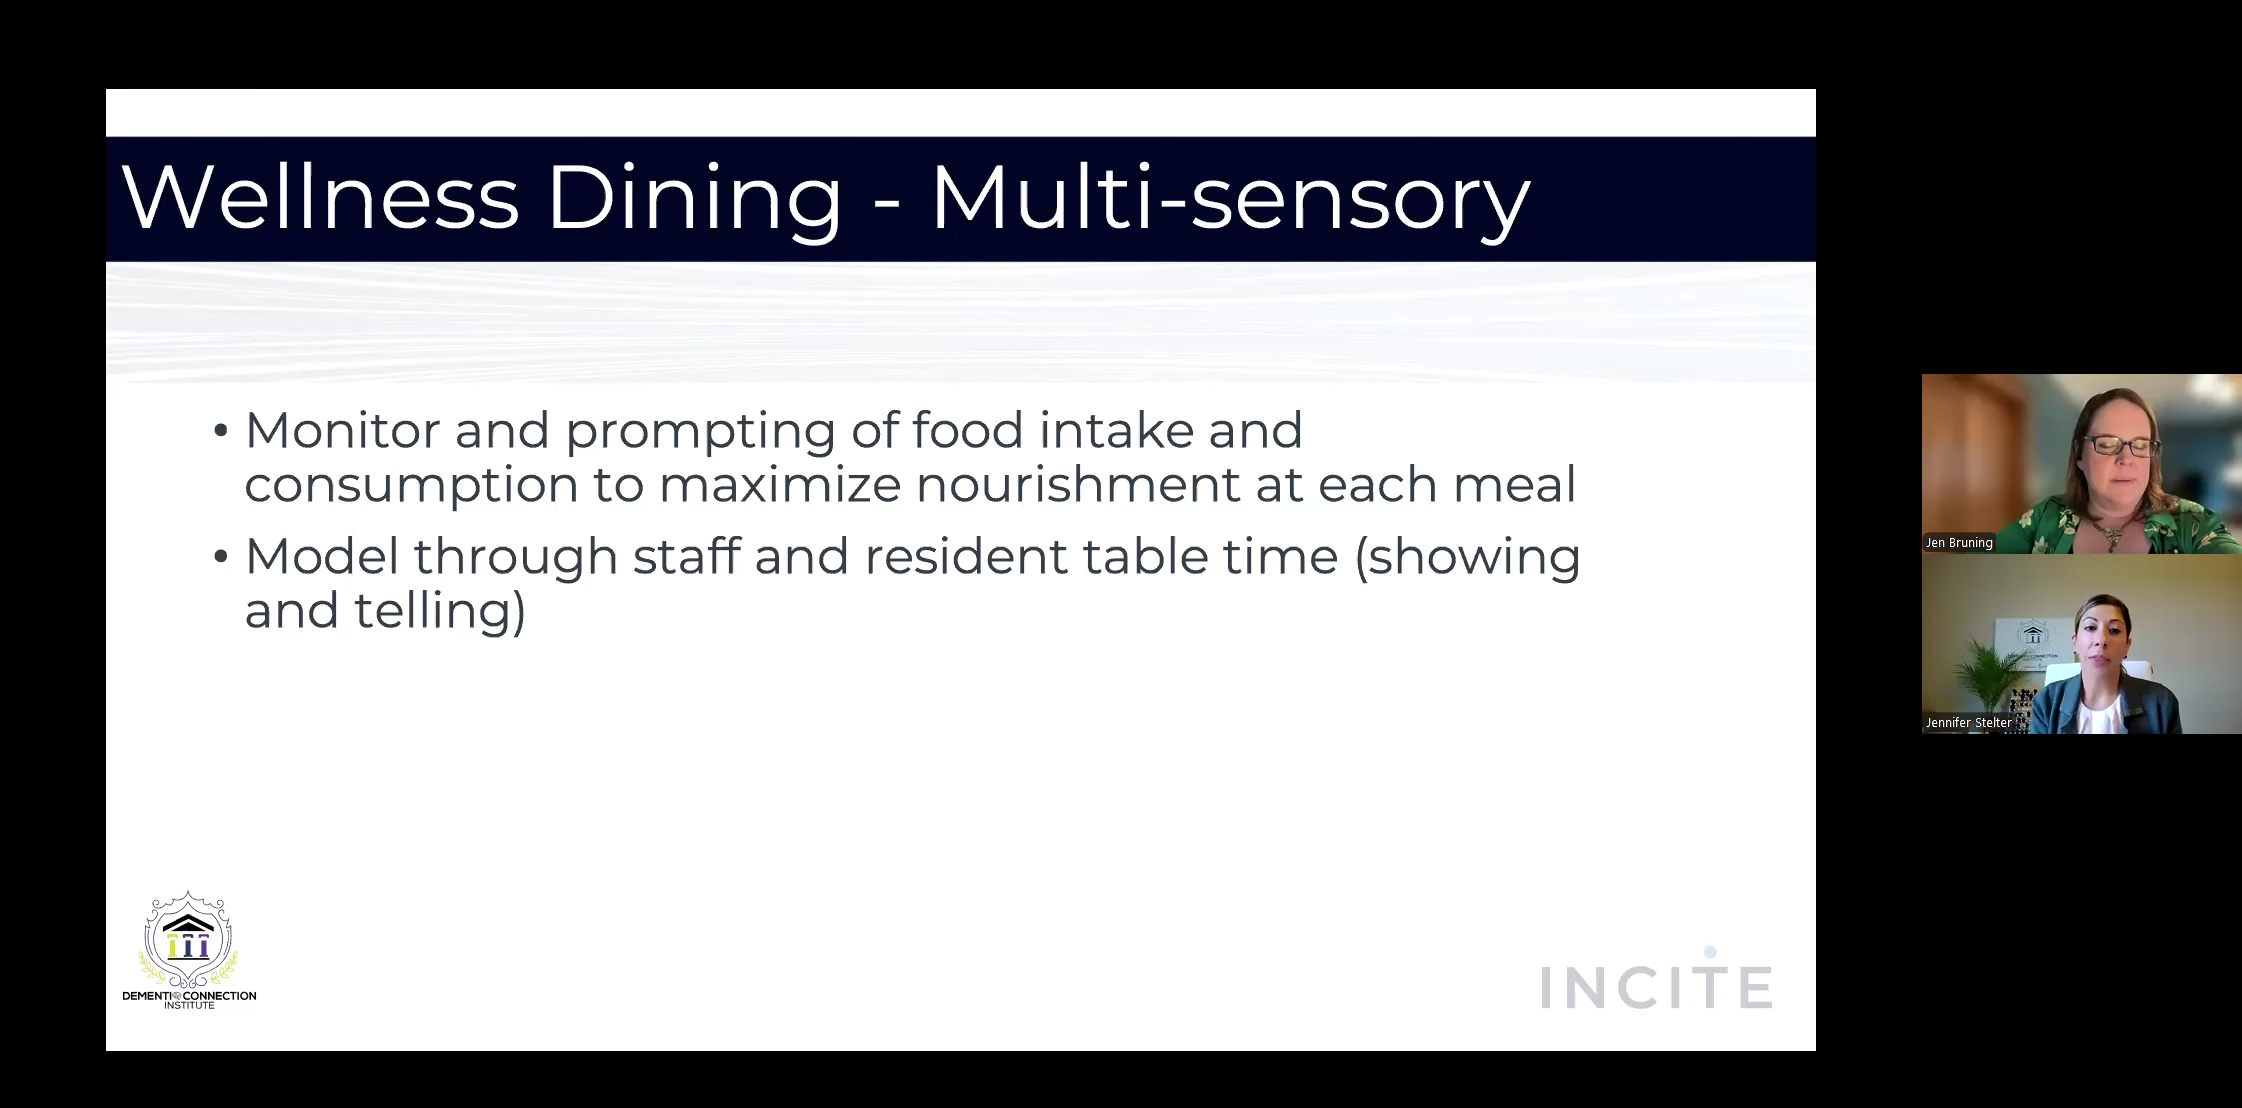 Wellness Dining - Multi-sensory
• Monitor and prompting of food intake and
consumption to maximize nourishment at each meal
• Model through staff and resident table time (showing
and telling)
Jen Bruning
Jennifer Stelter
DEMENTIA CONNECTION
INSTITUTE
INCITE